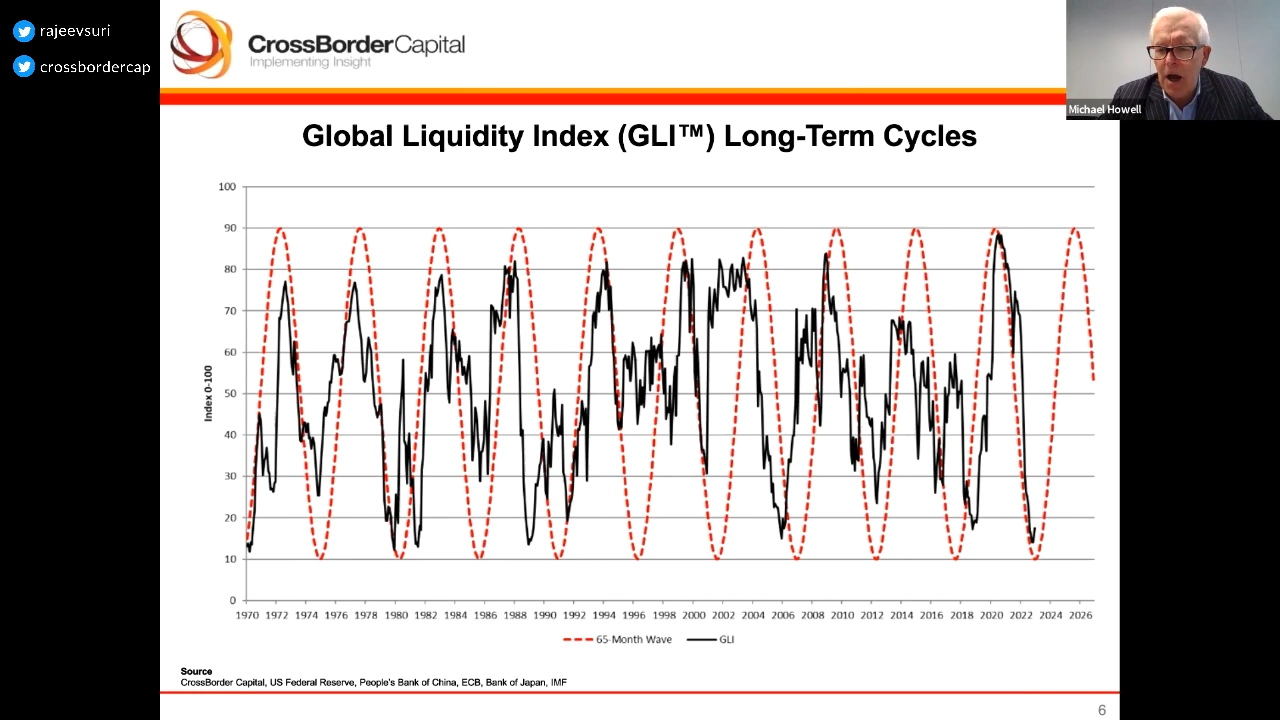 rajeevsuri
crossbordercap
CrossBorderCapital
Implementing Insight
Michael Howell
Global Liquidity Index (GLI™) Long-Term Cycles
100
90
80
70
60
50
40
30
20
10
0
Index 0-100
1970 1972 1974 1976 1978 1980 1982 1984 1986 1988 1990 1992 1994 1996 1998 2000 2002 2004 2006 2008 2010 2012 2014 2016 2018 2020 2022 2024 2026
65-Month Wave GLI
Source
CrossBorder Capital, US Federal Reserve, People's Bank of China, ECB, Bank of Japan, IMF
6